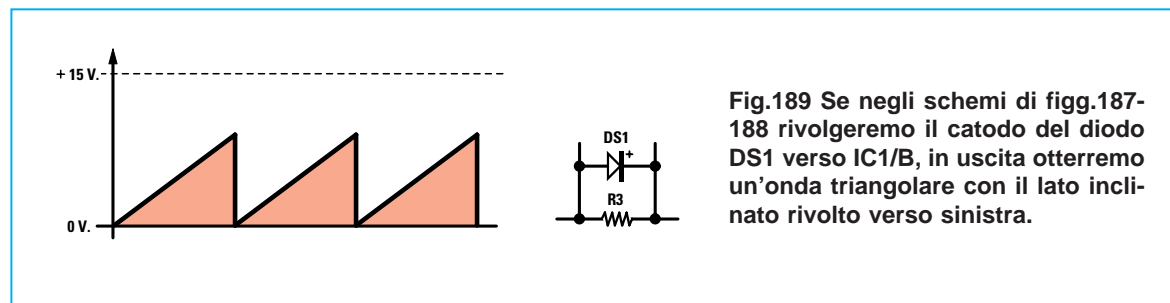 + 15 V.
0 V.
DS1
+
R3
Fig.189 Se negli schemi di figg.187-
188 rivolgeremo il catodo del diodo
DS1 verso IC1/B, in uscita otterremo
un'onda triangolare con il lato incli-
nato rivolto verso sinistra.